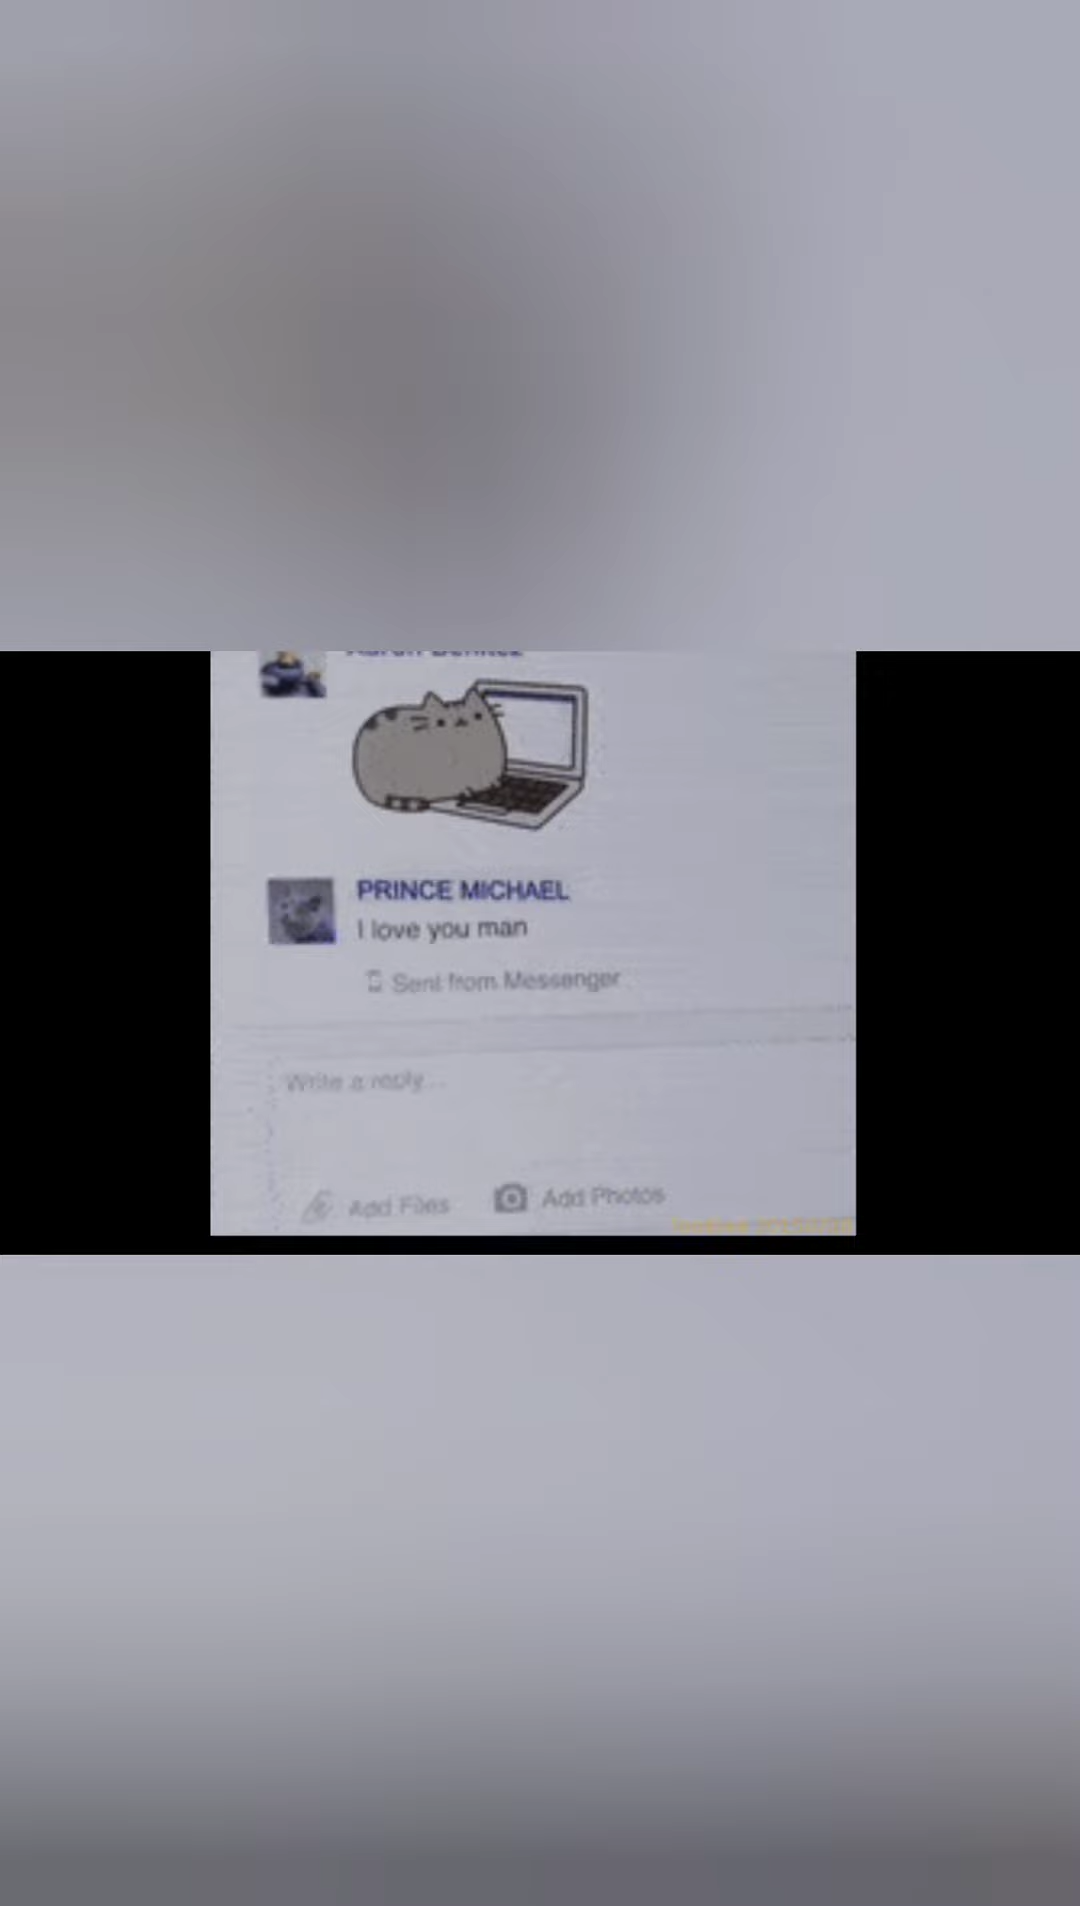 PRINCE MICHAEL
I love you man
Sent from Messenger
Write a reply...
Add Files
Add Photos